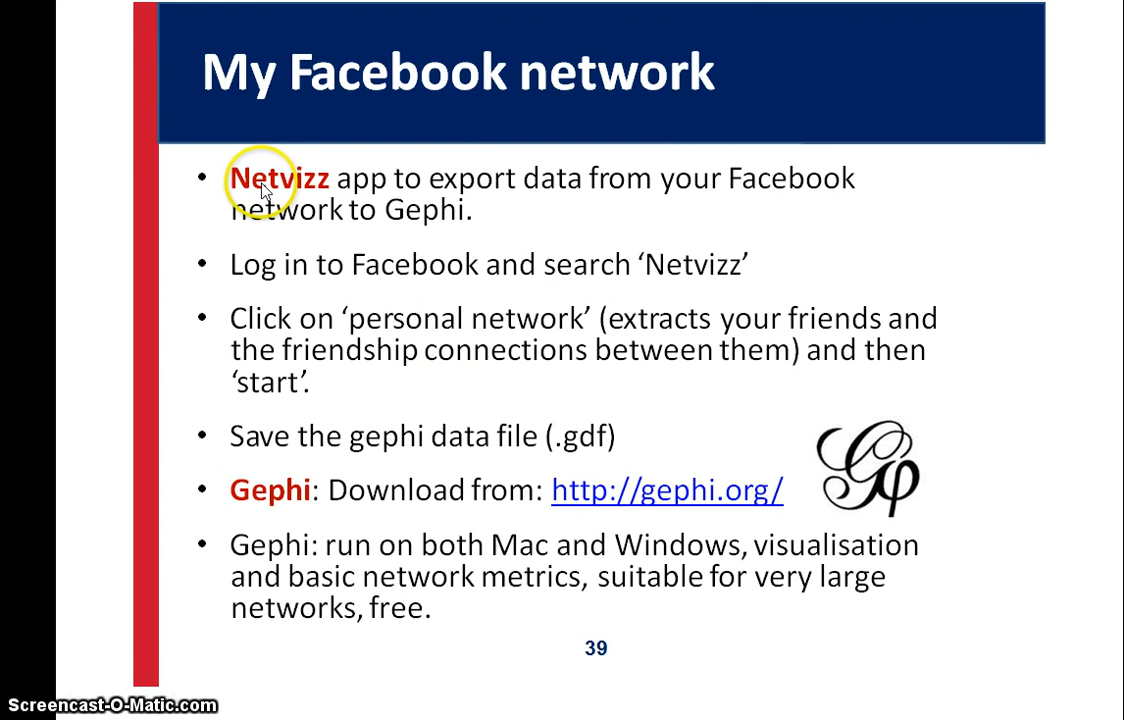 My Facebook network
• Netvizz app to export data from your Facebook
network to Gephi.
• Log in to Facebook and search ‘Netvizz’
• Click on ‘personal network’ (extracts your friends and
the friendship connections between them) and then
‘start’.
• Save the gephi data file (.gdf)
• Gephi: Download from: http://gephi.org/
• Gephi: run on both Mac and Windows, visualisation
and basic network metrics, suitable for very large
networks, free.
39
Screencast-O-Matic.com